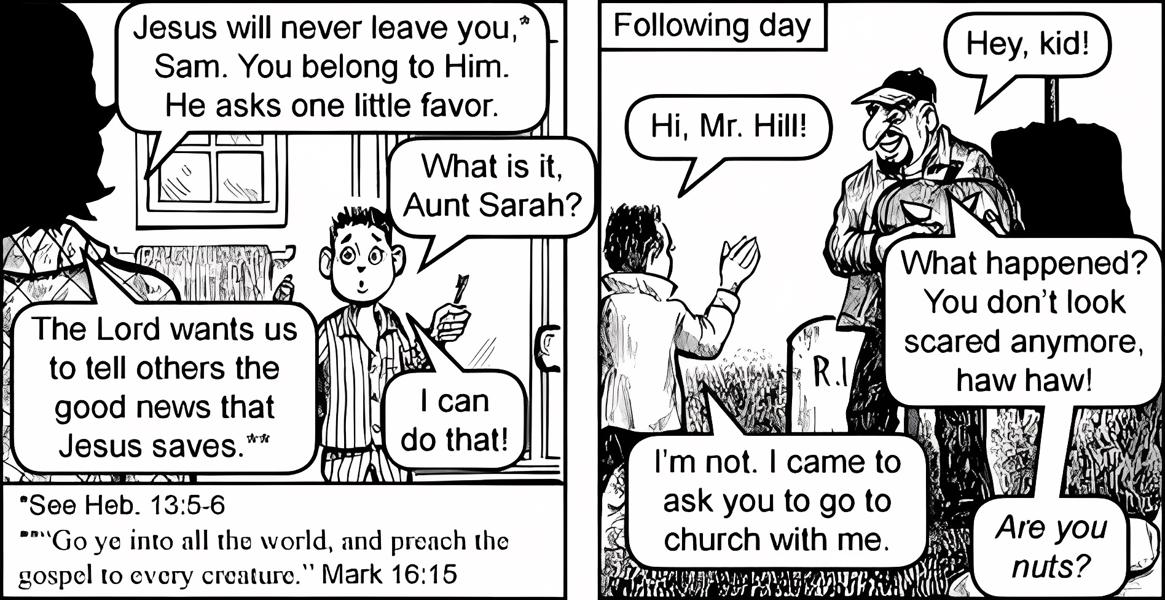 Jesus will never leave you,*
Sam. You belong to Him.
He asks one little favor.
What is it,
Aunt Sarah?
The Lord wants us
to tell others the
good news that
Jesus saves.**
I can
do that!
*See Heb. 13:5-6
**"Go ye into all the world, and preach the
gospel to every creature." Mark 16:15
Following day
Hey, kid!
Hi, Mr. Hill!
What happened?
You don't look
scared anymore,
haw haw!
R.I
I'm not. I came to
ask you to go to
church with me.
Are you
nuts?